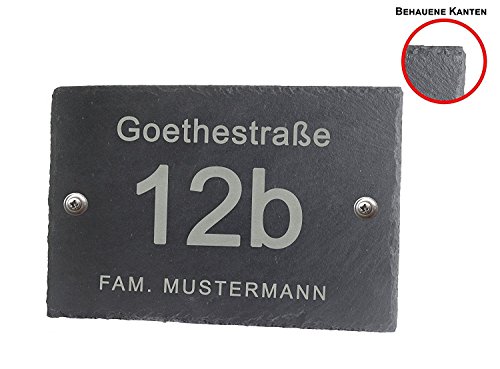 BEHAUENE KANTEN
Goethestraße
12b
FAM. MUSTERMANN